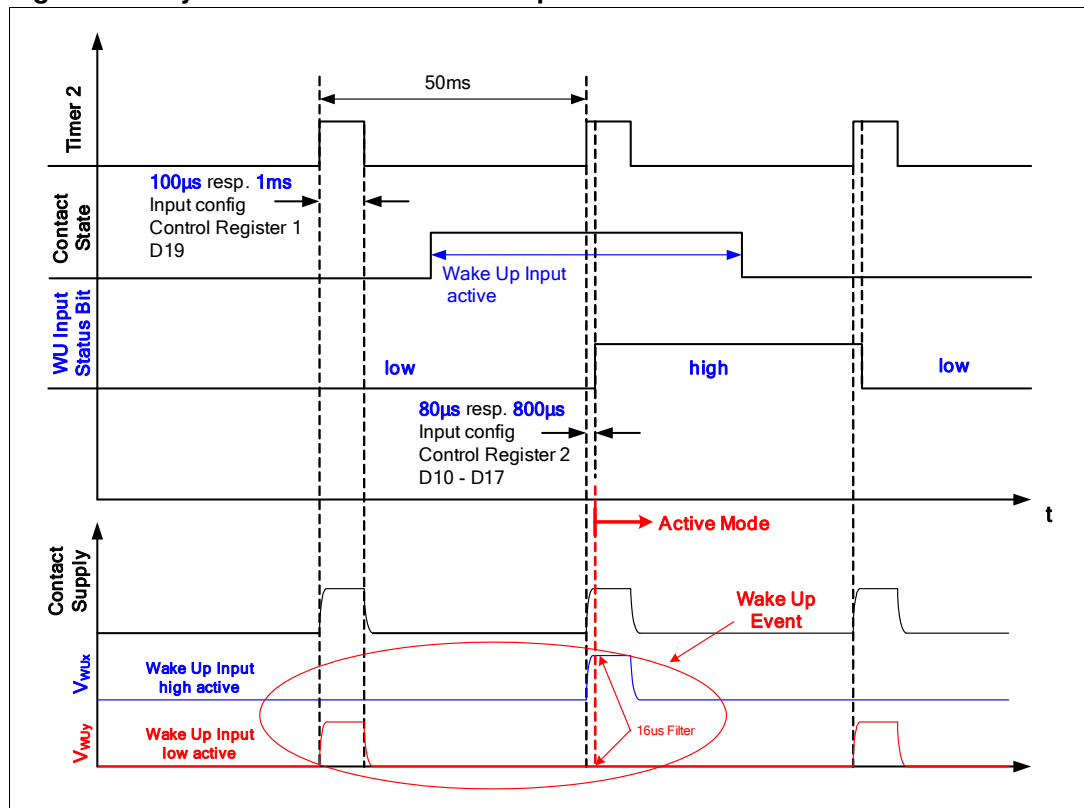 50ms
Timer 2
100µs resp. 1ms
Input config
Control Register 1
D19
Contact
State
Wake Up Input
active
WU Input
Status Bit
low
high
low
80µs resp. 800µs
Input config
Control Register 2
D10 - D17
t
Active Mode
Contact
Supply
Wake Up
Event
VWUx
Wake Up Input
high active
16us Filter
VWUy
Wake Up Input
low active